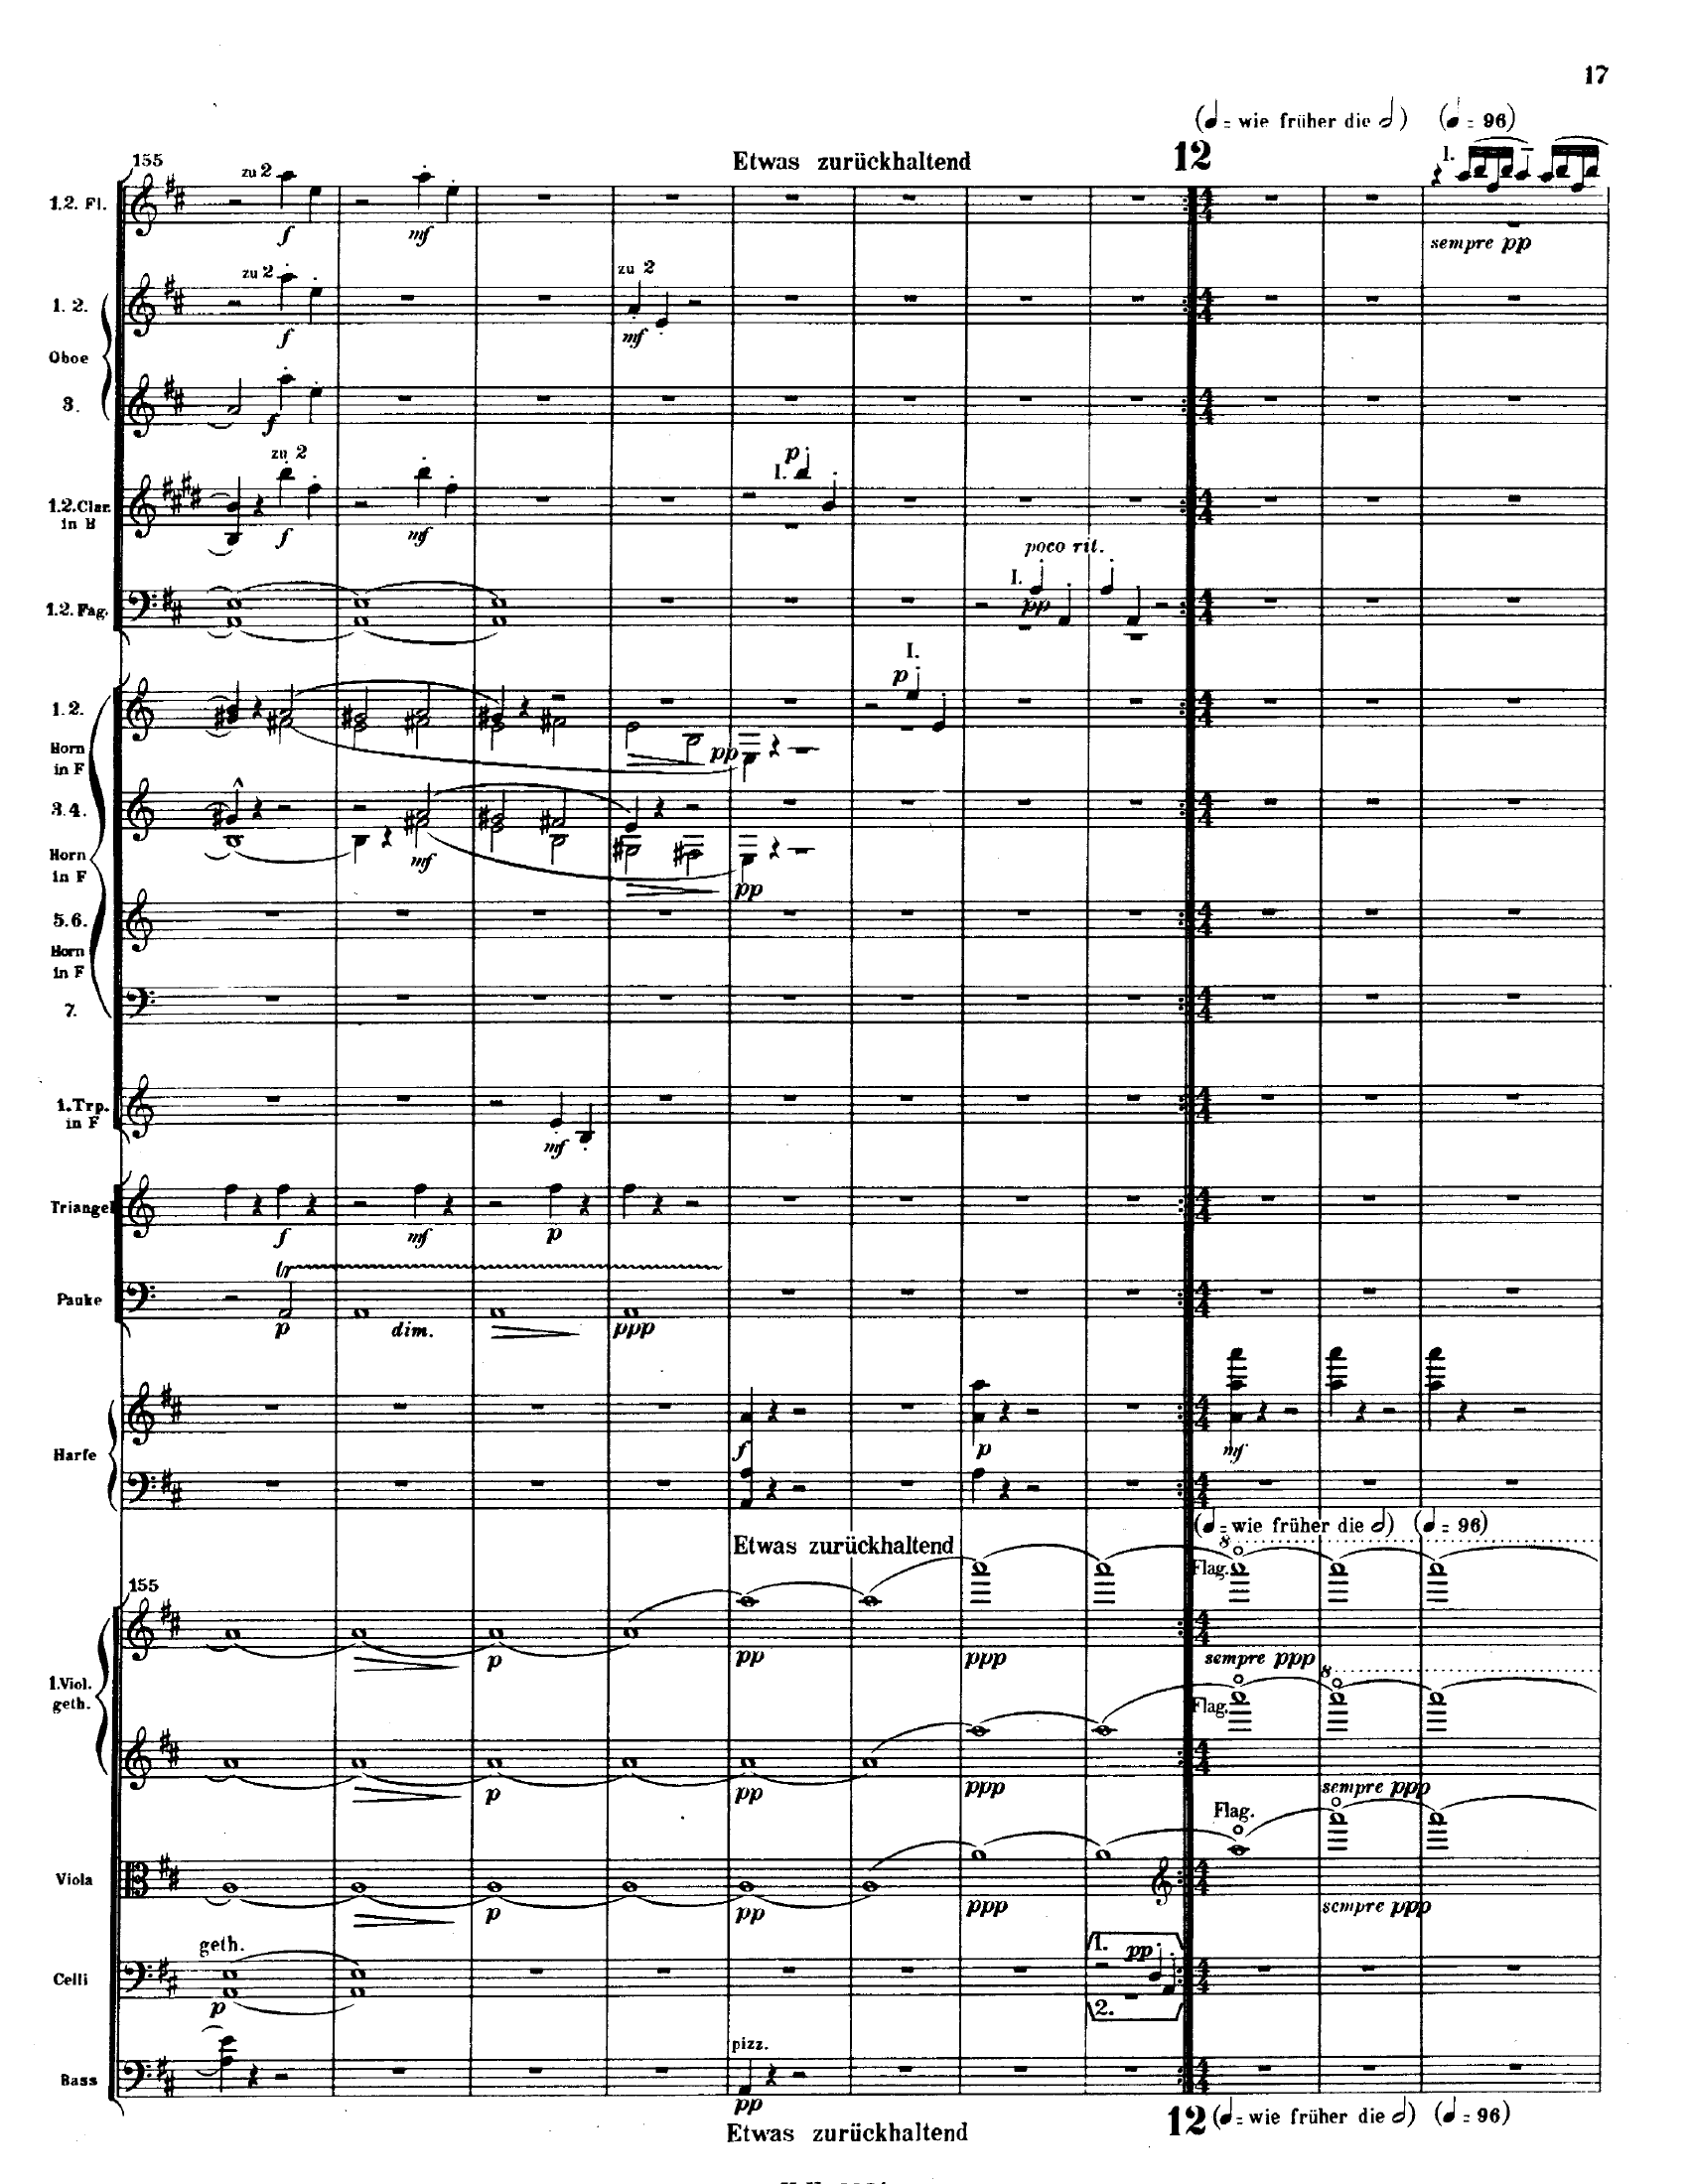 17
(♩ = wie früher die 𝅗𝅥) (♩ = 96)
155 Etwas zurückhaltend 12
1.2. Fl. zu 2 f mf I. sempre pp
1. 2. zu 2 f zu 2 mf
Oboe
3. f
1.2. Clar. in B zu 2 f mf I. p
poco rit.
1.2. Fag. I. pp
1.2. pp I. p
Horn in F
3.4. mf pp
Horn in F
5.6.
Horn in F
7.
1. Trp. in F mf
Triangel f mf p
Pauke tr p dim. ppp
Harfe f p mf
(♩ = wie früher die 𝅗𝅥) (♩ = 96)
Etwas zurückhaltend
155 Flag. 8
p pp ppp sempre ppp
1. Viol. geth.
Flag. 8
p pp ppp sempre ppp
Flag.
Viola p pp ppp sempre ppp
geth. 1. pp
Celli p 2.
pizz.
Bass pp
Etwas zurückhaltend 12 (♩ = wie früher die 𝅗𝅥) (♩ = 96)